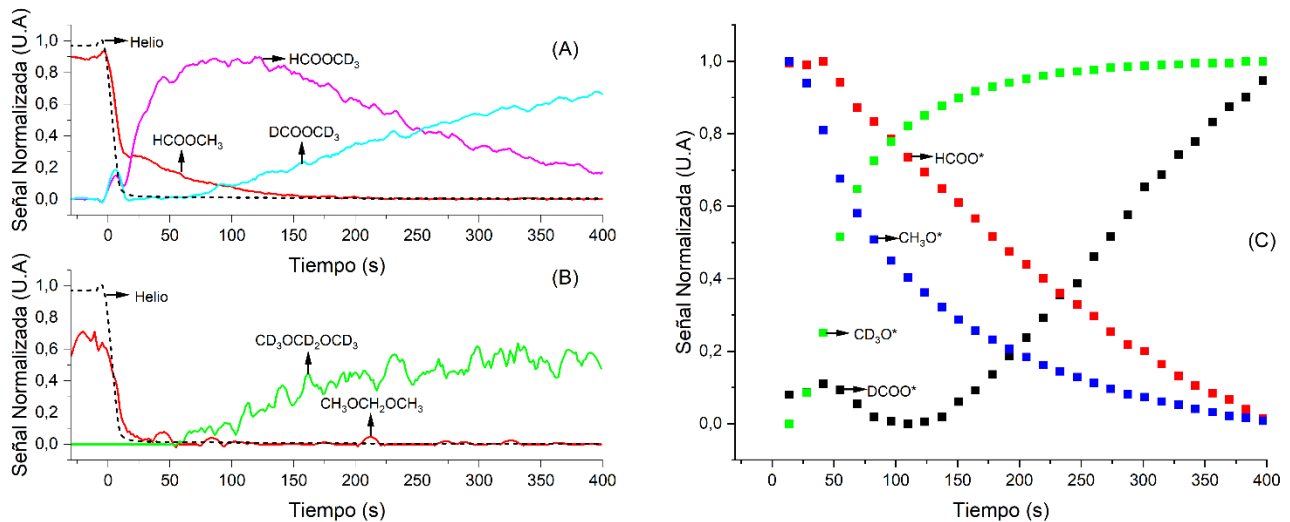 (A)
Señal Normalizada (U.A)
1,0
0,8
0,6
0,4
0,2
0,0
Helio
HCOOCD₃
HCOOCH₃
DCOOCD₃
0 50 100 150 200 250 300 350 400
Tiempo (s)
(B)
Señal Normalizada (U.A)
1,0
0,8
0,6
0,4
0,2
0,0
Helio
CD₃OCD₂OCD₃
CH₃OCH₂OCH₃
0 50 100 150 200 250 300 350 400
Tiempo (s)
(C)
Señal Normalizada (U.A)
1,0
0,8
0,6
0,4
0,2
0,0
HCOO*
CH₃O*
CD₃O*
DCOO*
0 50 100 150 200 250 300 350 400
Tiempo (s)